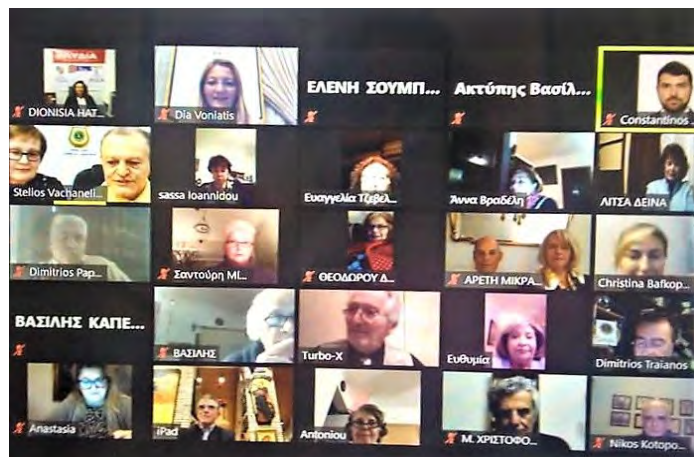 DIONISIA HAT...
Dia Voniatis
ΕΛΕΝΗ ΣΟΥΜΠ...
Ακτύπης Βασίλ...
Constantinos
Stelios Vachaneli...
sassa Ioannidou
Ευαγγελία Τζεβελ...
Άννα Βραδέλη
ΛΙΤΣΑ ΔΕΙΝΑ
Dimitrios Pap...
Σαντούρη Μί...
ΘΕΟΔΩΡΟΥ Δ...
ΑΡΕΤΗ ΜΙΚΡΑ...
Christina Bafkop...
ΒΑΣΙΛΗΣ ΚΑΠΕ...
ΒΑΣΙΛΗΣ
Turbo-X
Ευθυμία
Dimitrios Traianos
Anastasia
iPad
Antoniou
Μ. ΧΡΙΣΤΟΦΟ...
Nikos Kotopo...